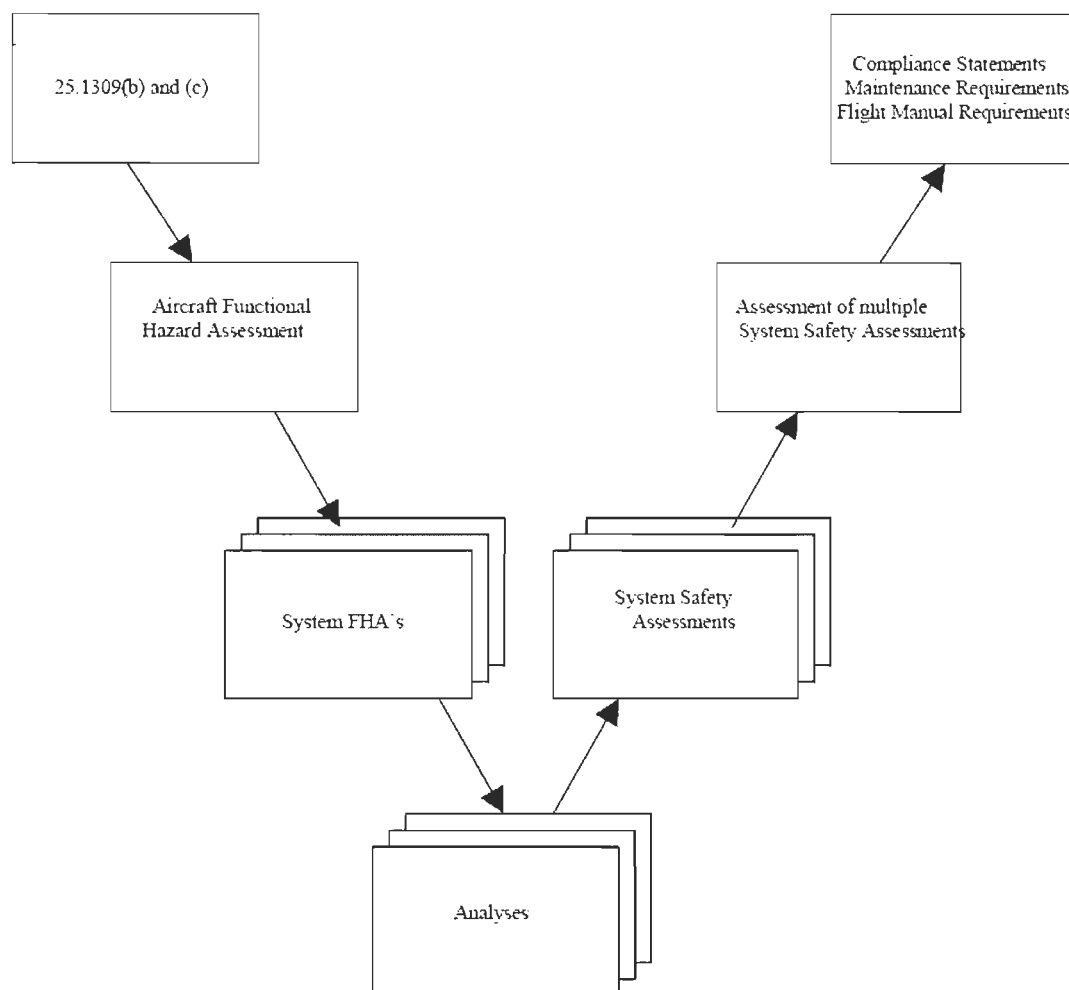 25.1309(b) and (c)
Compliance Statements
Maintenance Requirements
Flight Manual Requirements
Aircraft Functional
Hazard Assessment
Assessment of multiple
System Safety Assessments
System FHA`s
System Safety
Assessments
Analyses